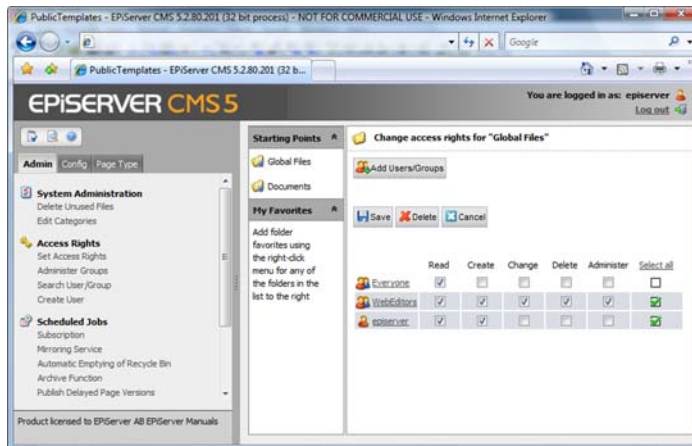 PublicTemplates - EPiServer CMS 5.2.80.201 (32 bit process) - NOT FOR COMMERCIAL USE - Windows Internet Explorer
Google
PublicTemplates - EPiServer CMS 5.2.80.201 (32 b...
EPiSERVER CMS 5
You are logged in as: episerver
Log out
Admin Config Page Type
System Administration
Delete Unused Files
Edit Categories
Access Rights
Set Access Rights
Administer Groups
Search User/Group
Create User
Scheduled Jobs
Subscription
Mirroring Service
Automatic Emptying of Recycle Bin
Archive Function
Publish Delayed Page Versions
Product licensed to EPiServer AB EPiServer Manuals
Starting Points
Global Files
Documents
My Favorites
Add folder
favorites using
the right-click
menu for any of
the folders in the
list to the right
Change access rights for "Global Files"
Add Users/Groups
Save Delete Cancel
Read Create Change Delete Administer Select all
Everyone
WebEditors
episerver